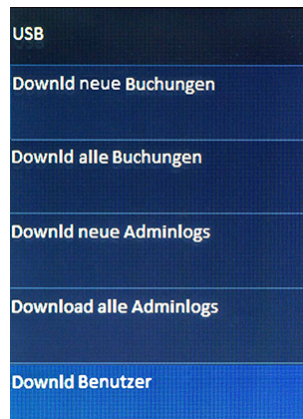 USB
Downld neue Buchungen
Downld alle Buchungen
Downld neue Adminlogs
Download alle Adminlogs
Downld Benutzer